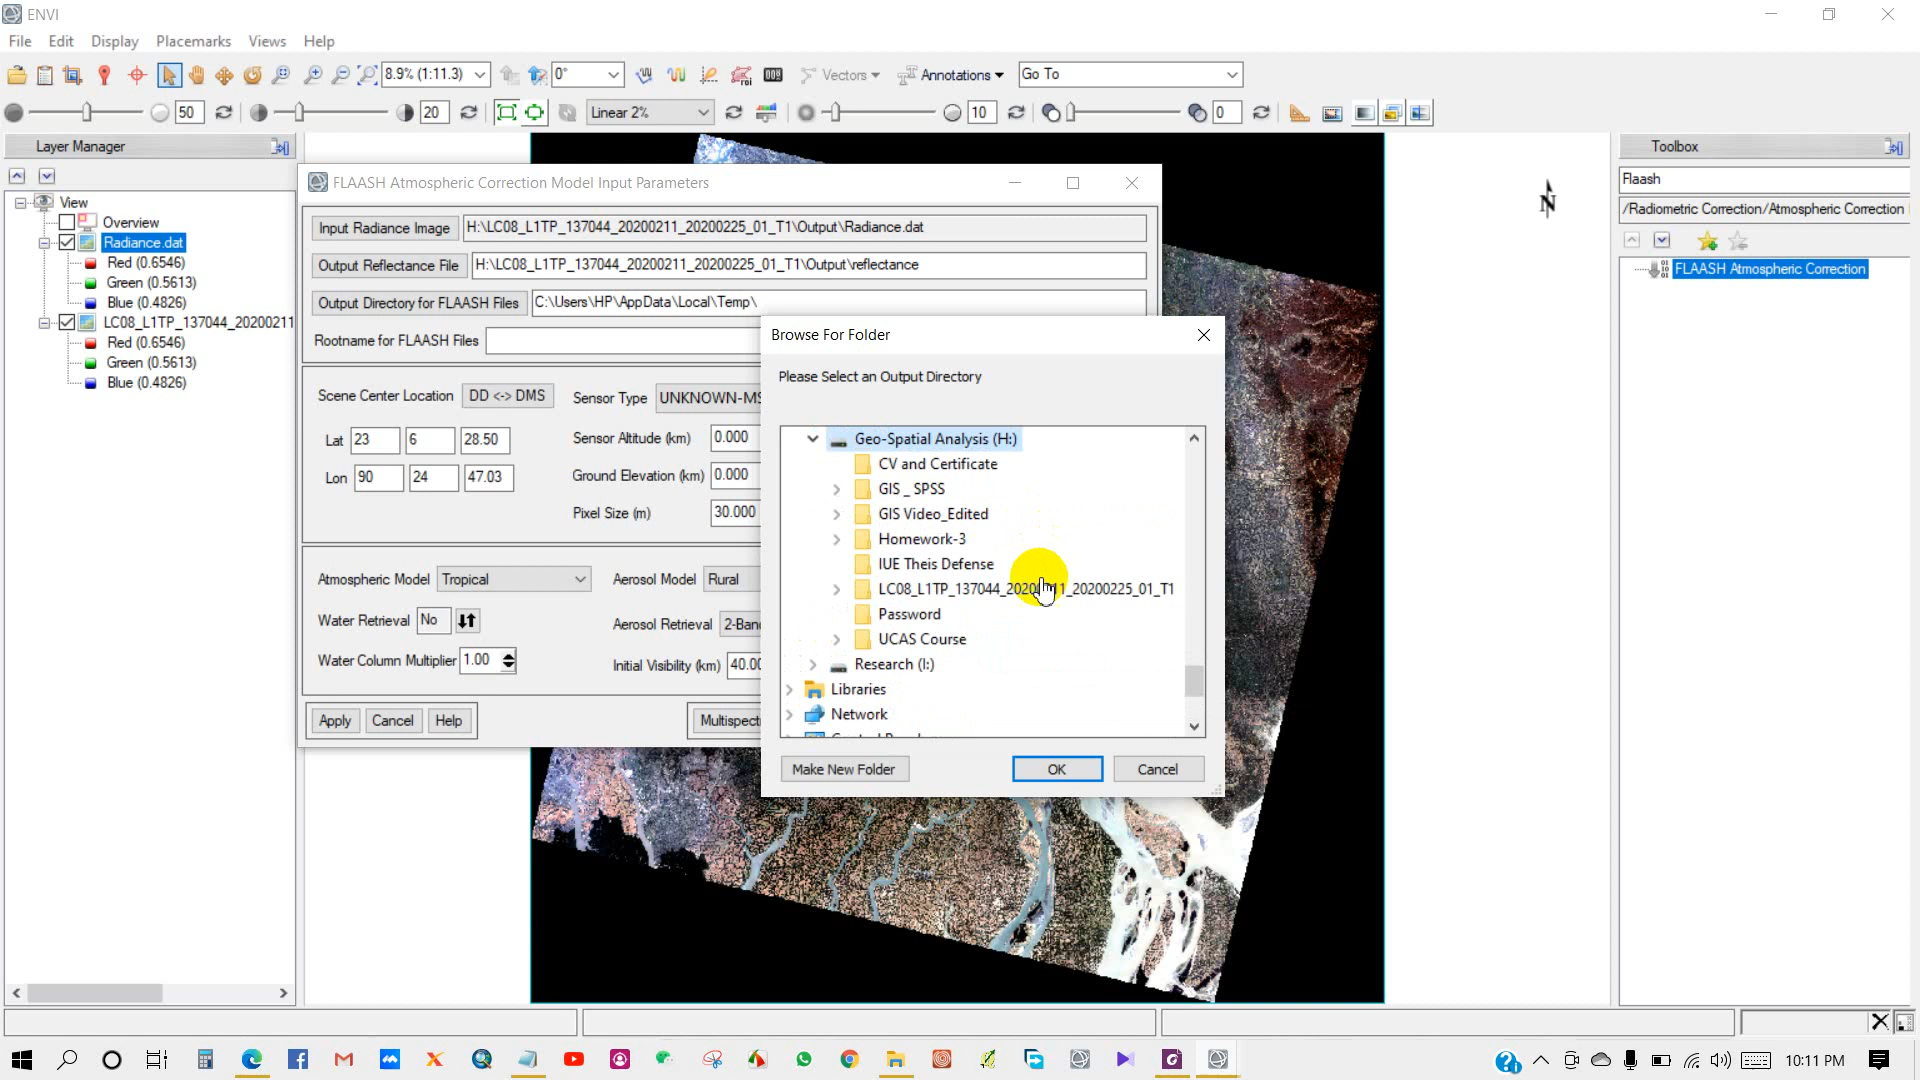 ENVI
File Edit Display Placemarks Views Help
8.9% (1:11.3) 0° Vectors Annotations Go To
50 20 Linear 2% 10 0
Layer Manager
View
Overview
Radiance.dat
Red (0.6546)
Green (0.5613)
Blue (0.4826)
LC08_L1TP_137044_20200211
Red (0.6546)
Green (0.5613)
Blue (0.4826)
FLAASH Atmospheric Correction Model Input Parameters
Input Radiance Image H:\LC08_L1TP_137044_20200211_20200225_01_T1\Output\Radiance.dat
Output Reflectance File H:\LC08_L1TP_137044_20200211_20200225_01_T1\Output\reflectance
Output Directory for FLAASH Files C:\Users\HP\AppData\Local\Temp\
Rootname for FLAASH Files
Scene Center Location DD <-> DMS
Lat 23 6 28.50
Lon 90 24 47.03
Sensor Type UNKNOWN-MS
Sensor Altitude (km) 0.000
Ground Elevation (km) 0.000
Pixel Size (m) 30.000
Atmospheric Model Tropical
Water Retrieval No
Water Column Multiplier 1.00
Aerosol Model Rural
Aerosol Retrieval 2-Ban
Initial Visibility (km) 40.00
Apply Cancel Help
Multispect
Browse For Folder
Please Select an Output Directory
Geo-Spatial Analysis (H:)
CV and Certificate
GIS _ SPSS
GIS Video_Edited
Homework-3
IUE Theis Defense
LC08_L1TP_137044_20200211_20200225_01_T1
Password
UCAS Course
Research (I:)
Libraries
Network
Make New Folder OK Cancel
N
Toolbox
Flaash
/Radiometric Correction/Atmospheric Correction
FLAASH Atmospheric Correction
10:11 PM